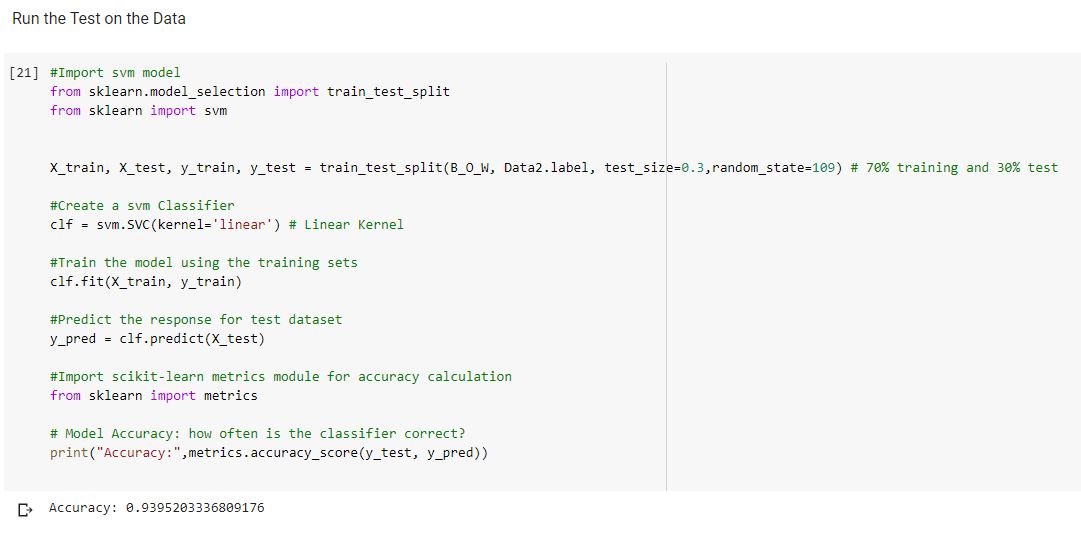 Run the Test on the Data
[21] #Import svm model
from sklearn.model_selection import train_test_split
from sklearn import svm
X_train, X_test, y_train, y_test = train_test_split(B_O_W, Data2.label, test_size=0.3,random_state=109) # 70% training and 30% test
#Create a svm Classifier
clf = svm.SVC(kernel='linear') # Linear Kernel
#Train the model using the training sets
clf.fit(X_train, y_train)
#Predict the response for test dataset
y_pred = clf.predict(X_test)
#Import scikit-learn metrics module for accuracy calculation
from sklearn import metrics
# Model Accuracy: how often is the classifier correct?
print("Accuracy:",metrics.accuracy_score(y_test, y_pred))
Accuracy: 0.9395203336809176